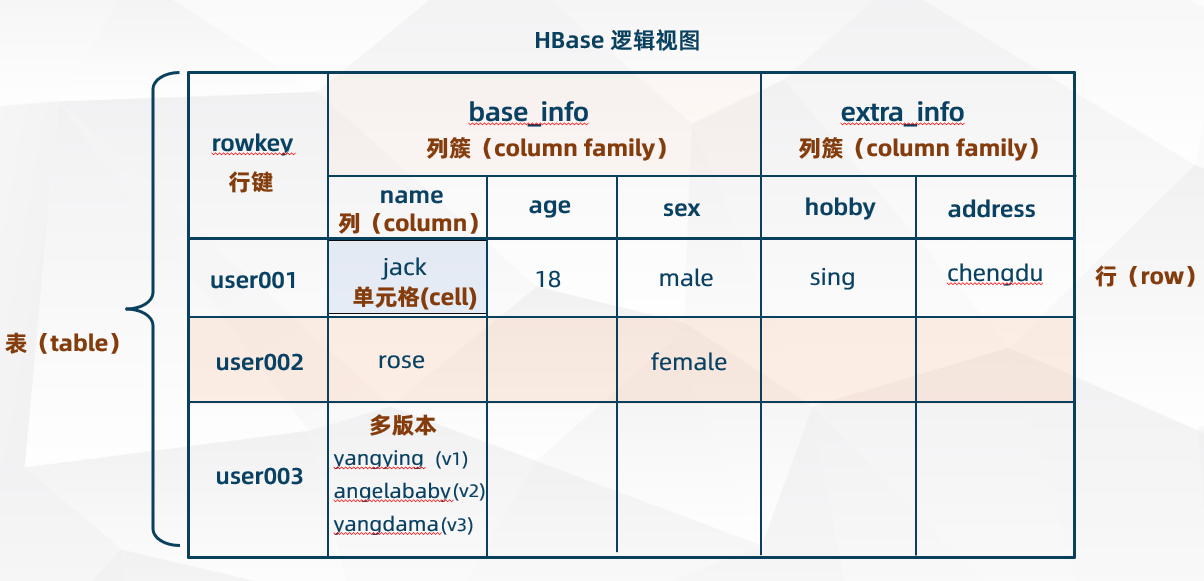 HBase 逻辑视图
base_info
extra_info
rowkey
列簇（column family）
列簇（column family）
行键
name
列（column）
age
sex
hobby
address
user001
jack
单元格(cell)
18
male
sing
chengdu
行（row）
表（table）
user002
rose
female
user003
多版本
yangying (v1)
angelababy(v2)
yangdama(v3)